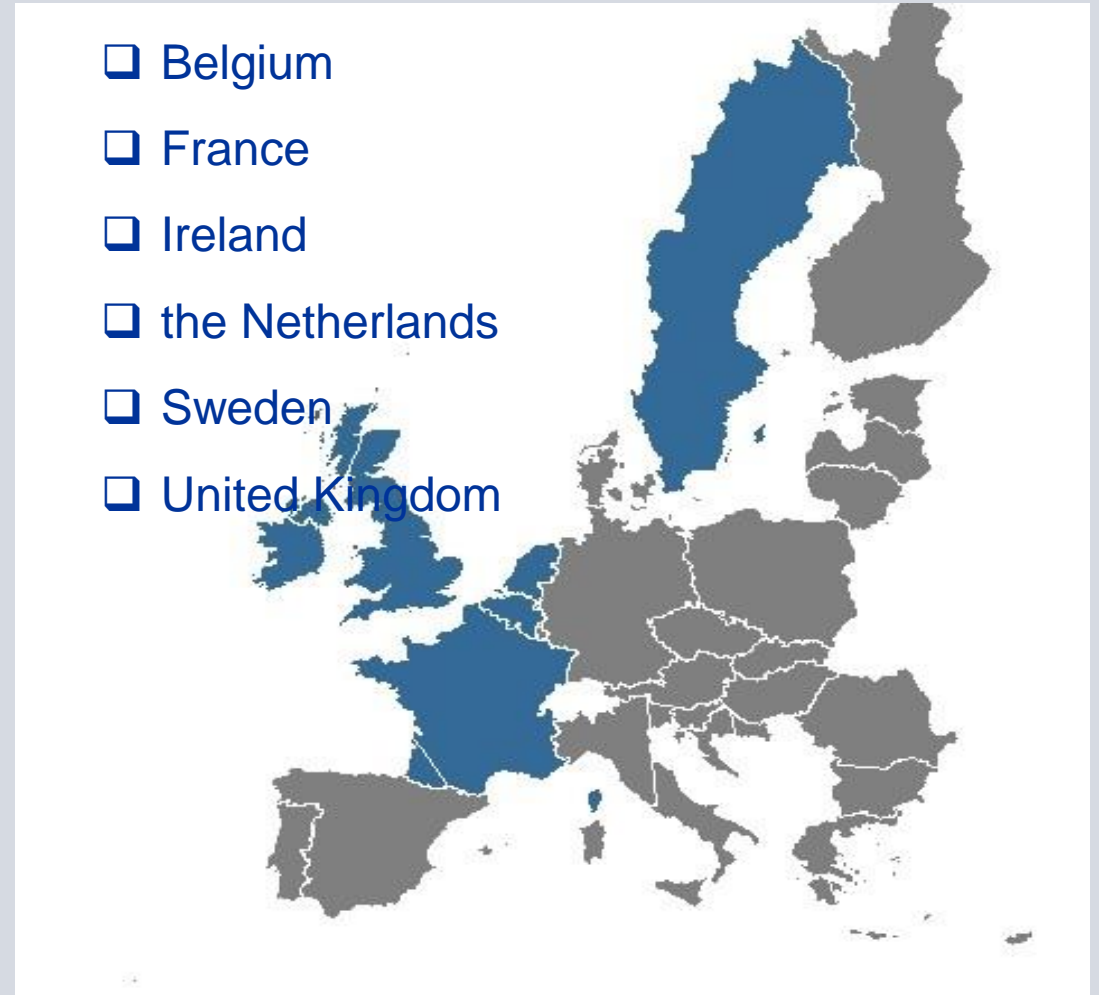 ❑ Belgium
❑ France
❑ Ireland
❑ the Netherlands
❑ Sweden
❑ United Kingdom